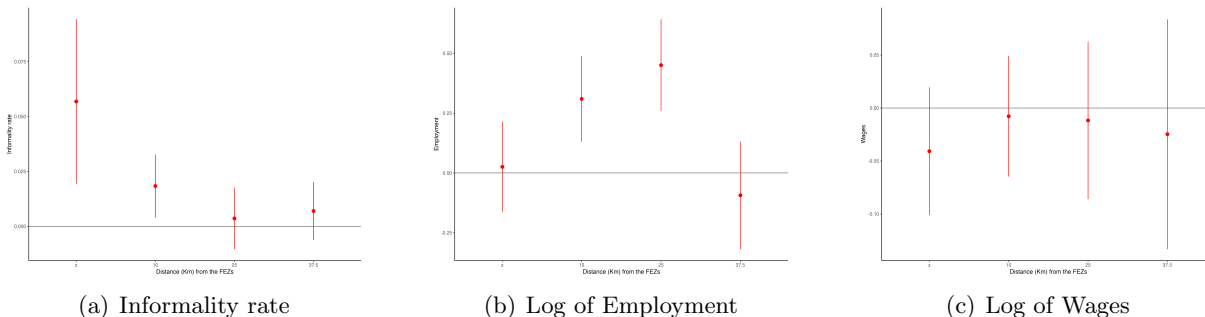 0.075
0.050
0.025
0.000
Informality rate
z
10
25
37.5
Distance (Km) from the FEZs
(a) Informality rate
0.50
0.25
0.00
-0.25
Employment
z
10
25
37.5
Distance (Km) from the FEZs
(b) Log of Employment
0.05
0.00
-0.05
-0.10
Wages
z
10
25
37.5
Distance (Km) from the FEZs
(c) Log of Wages